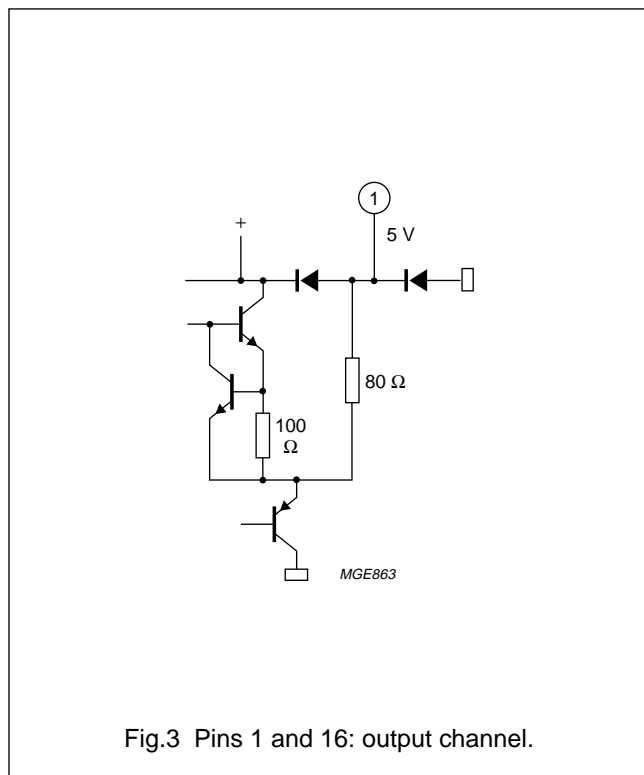 1
+
5 V
80 Ω
100
Ω
MGE863
Fig.3 Pins 1 and 16: output channel.